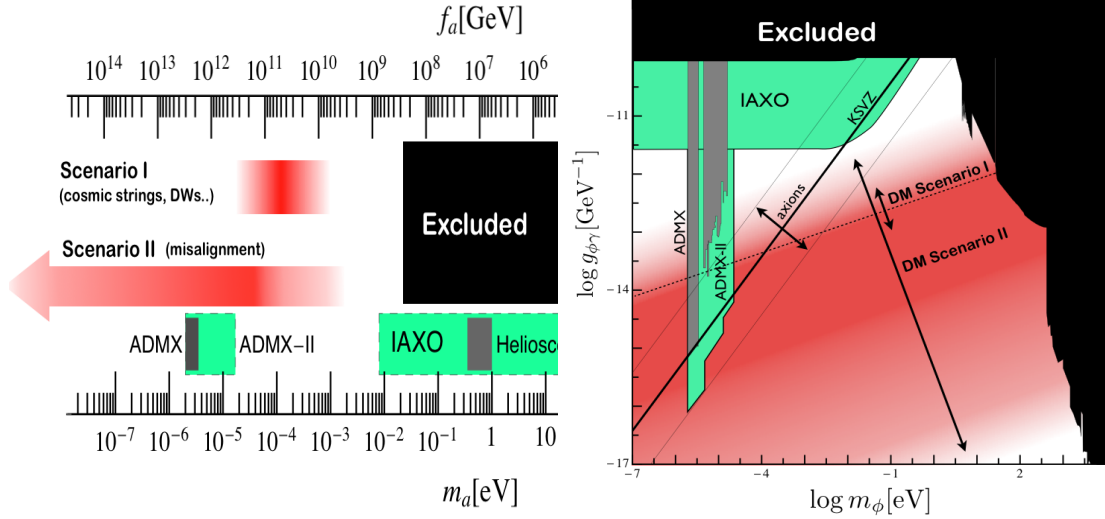 f_a[GeV]
10^14 10^13 10^12 10^11 10^10 10^9 10^8 10^7 10^6
Scenario I
(cosmic strings, DWs..)
Excluded
Scenario II (misalignment)
ADMX
ADMX-II
IAXO
Heliosc
10^-7 10^-6 10^-5 10^-4 10^-3 10^-2 10^-1 1 10
m_a[eV]
Excluded
IAXO
KSVZ
axions
ADMX
ADMX-II
DM Scenario I
DM Scenario II
log g_ϕγ [GeV^-1]
-11
-14
-17
-7 -4 -1 2
log m_ϕ [eV]